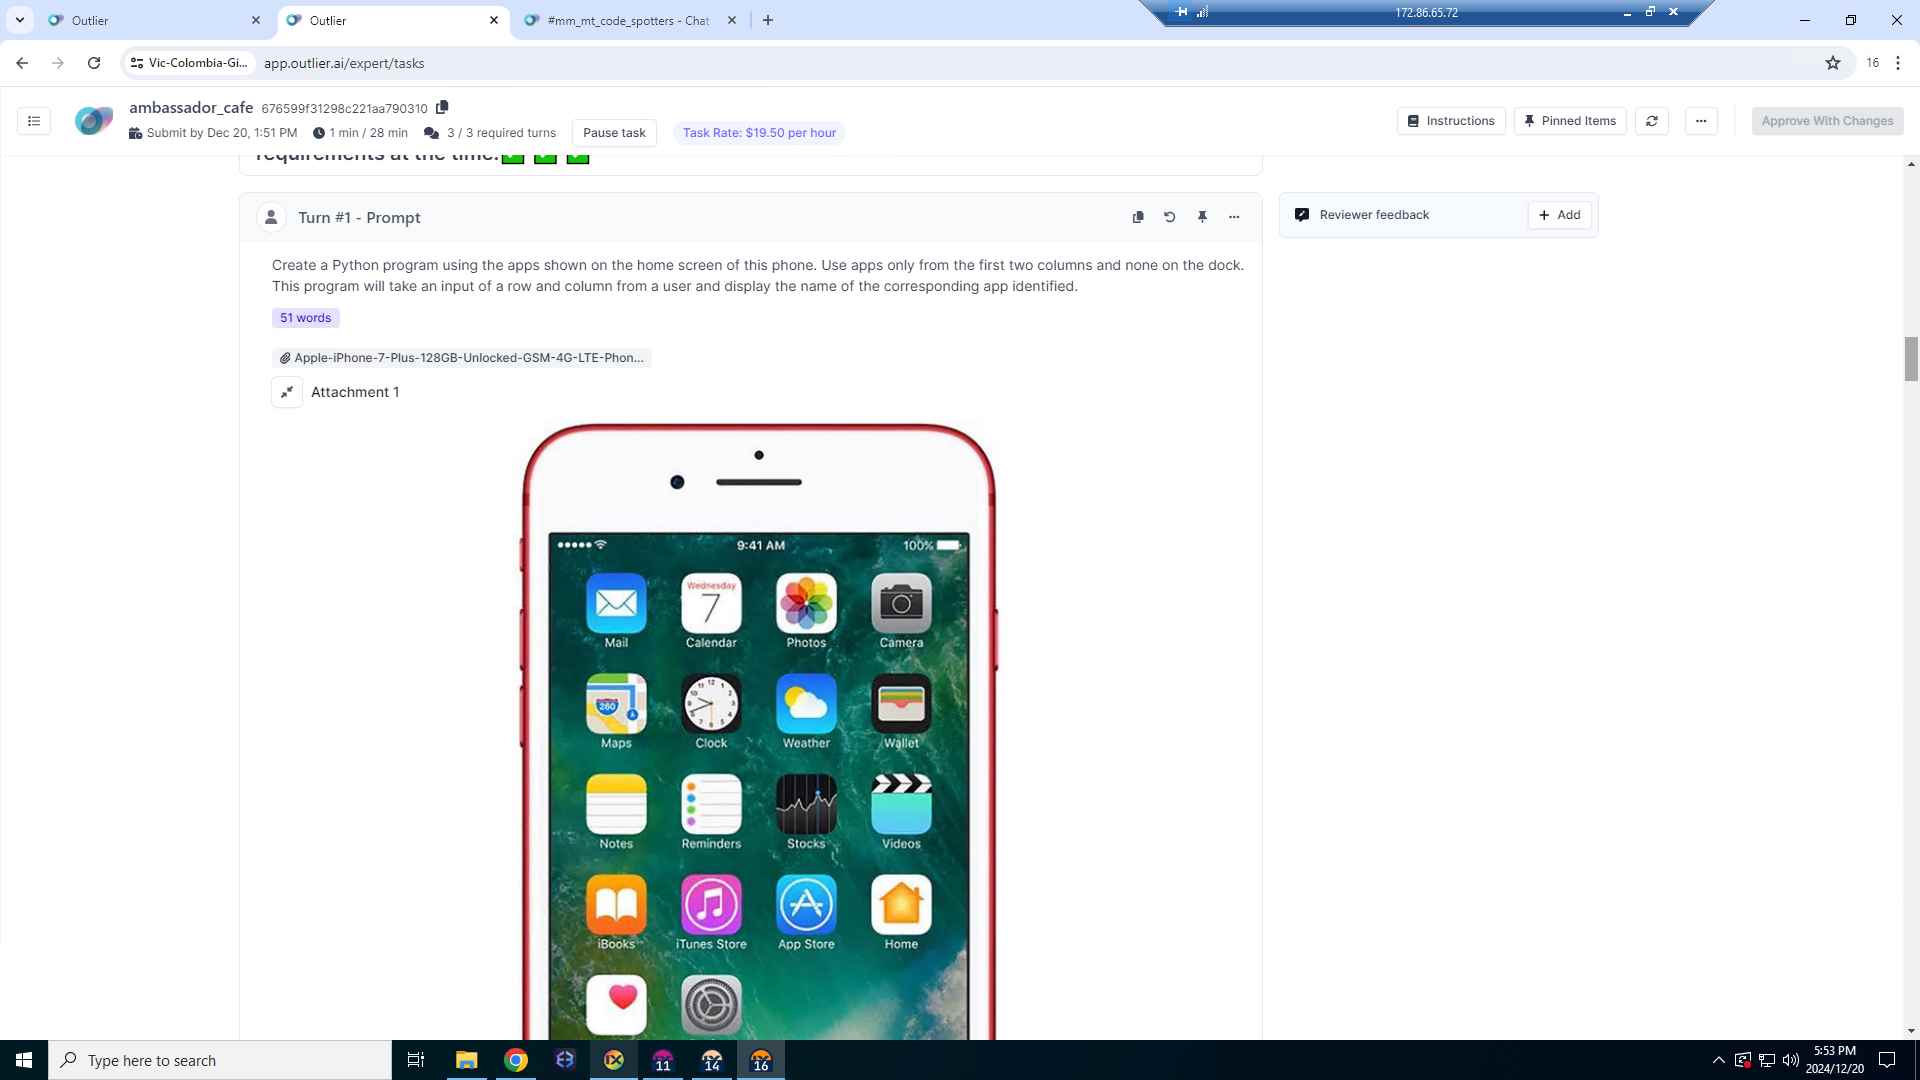 Outlier
Outlier
#mm_mt_code_spotters - Chat
172.86.65.72
Vic-Colombia-Gi...
app.outlier.ai/expert/tasks
16
ambassador_cafe 676599f31298c221aa790310
Submit by Dec 20, 1:51 PM
1 min / 28 min
3 / 3 required turns
Pause task
Task Rate: $19.50 per hour
Instructions
Pinned Items
Approve With Changes
requirements at the time.
Turn #1 - Prompt
Reviewer feedback
Add
Create a Python program using the apps shown on the home screen of this phone. Use apps only from the first two columns and none on the dock.
This program will take an input of a row and column from a user and display the name of the corresponding app identified.
51 words
Apple-iPhone-7-Plus-128GB-Unlocked-GSM-4G-LTE-Phon...
Attachment 1
9:41 AM
100%
Wednesday
7
Mail
Calendar
Photos
Camera
280
Maps
Clock
Weather
Wallet
Notes
Reminders
Stocks
Videos
iBooks
iTunes Store
App Store
Home
Type here to search
11
14
16
5:53 PM
2024/12/20